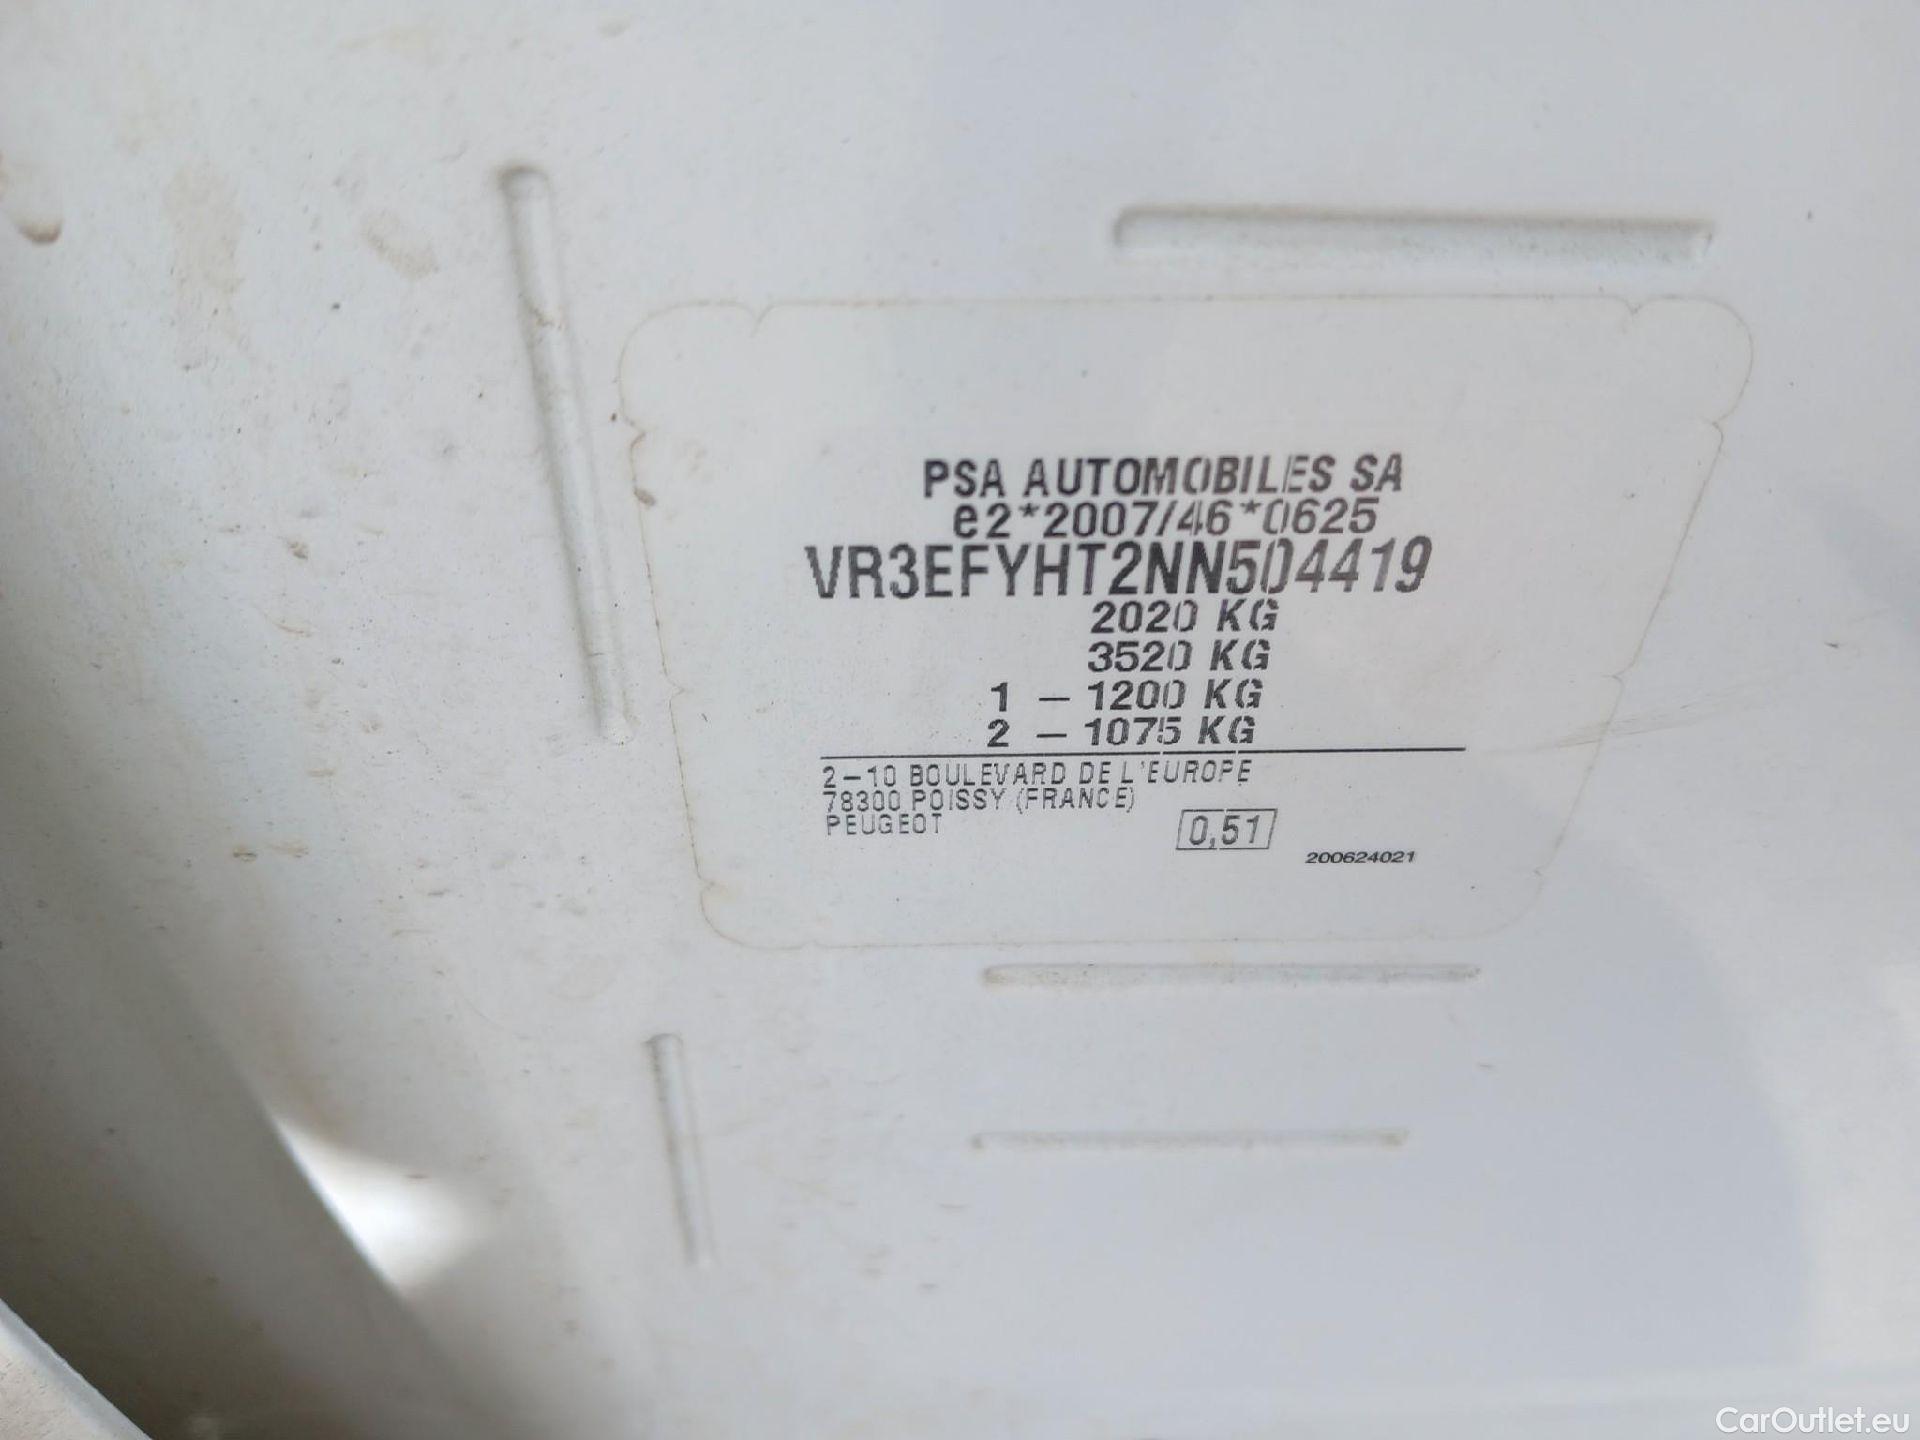 PSA AUTOMOBILES SA
e2*2007/46*0625
VR3EFYHT2NN504419
2020 KG
3520 KG
1 – 1200 KG
2 – 1075 KG
2–10 BOULEVARD DE L'EUROPE
78300 POISSY (FRANCE)
PEUGEOT
0,51
200624021
CarOutlet.eu